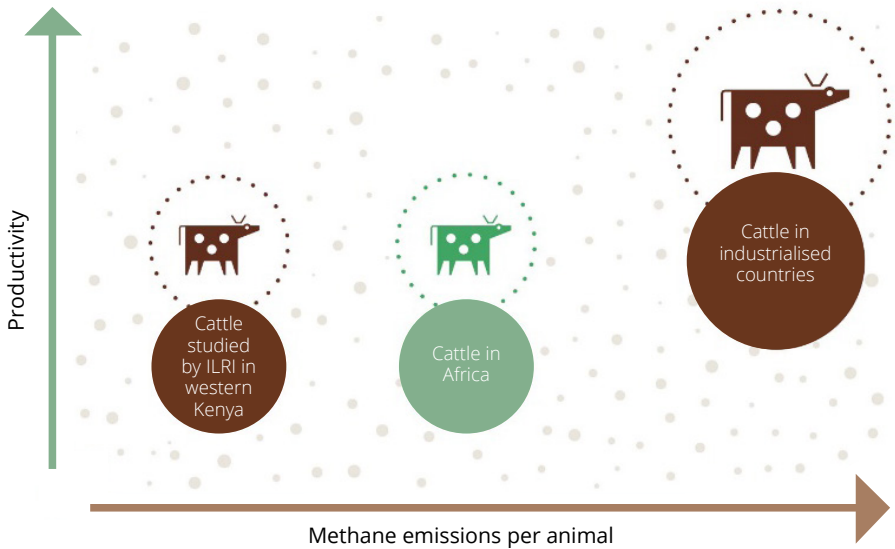 Productivity
Cattle
studied
by ILRI in
western
Kenya
Cattle in
Africa
Cattle in
industrialised
countries
Methane emissions per animal